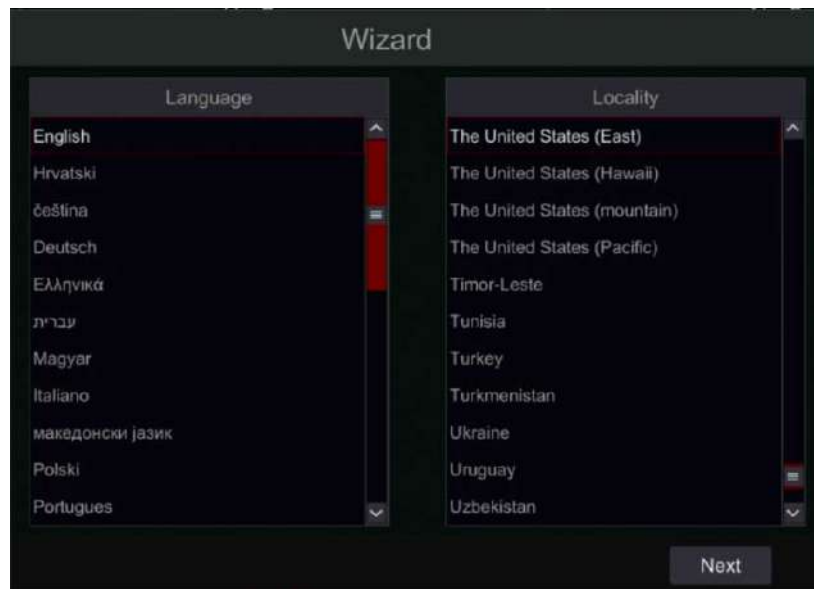 Wizard
Language
English
Hrvatski
čeština
Deutsch
Ελληνικά
עברית
Magyar
Italiano
македонски јазик
Polski
Portugues
Locality
The United States (East)
The United States (Hawaii)
The United States (mountain)
The United States (Pacific)
Timor-Leste
Tunisia
Turkey
Turkmenistan
Ukraine
Uruguay
Uzbekistan
Next